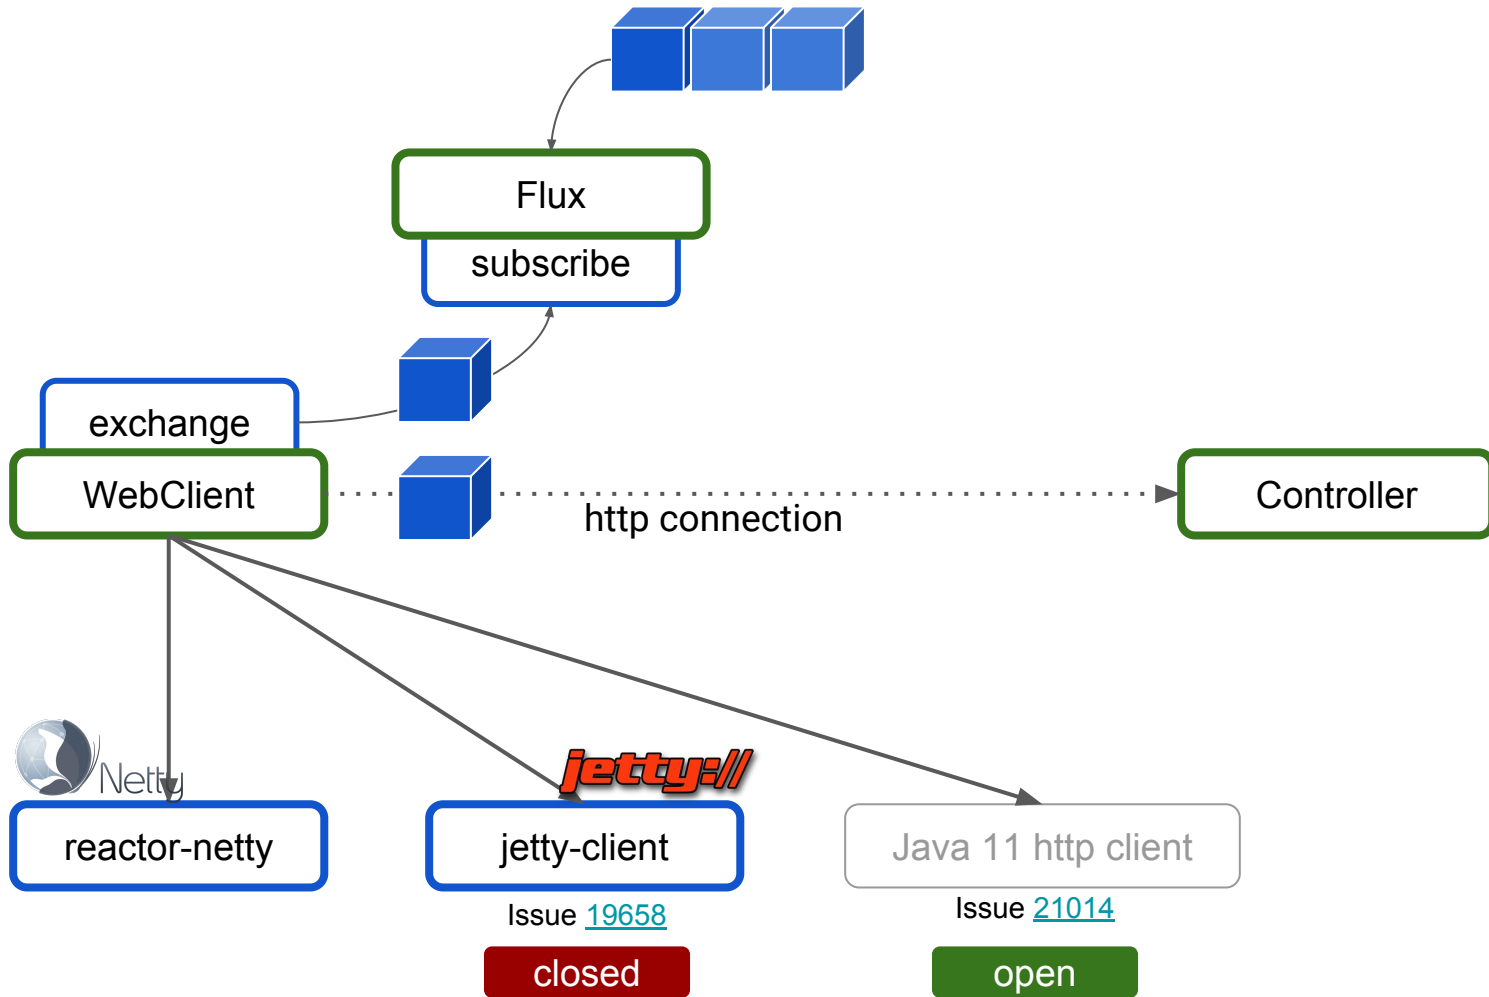 Flux
subscribe
exchange
WebClient
http connection
Controller
Netty
jetty://
reactor-netty
jetty-client
Java 11 http client
Issue 19658
Issue 21014
closed
open